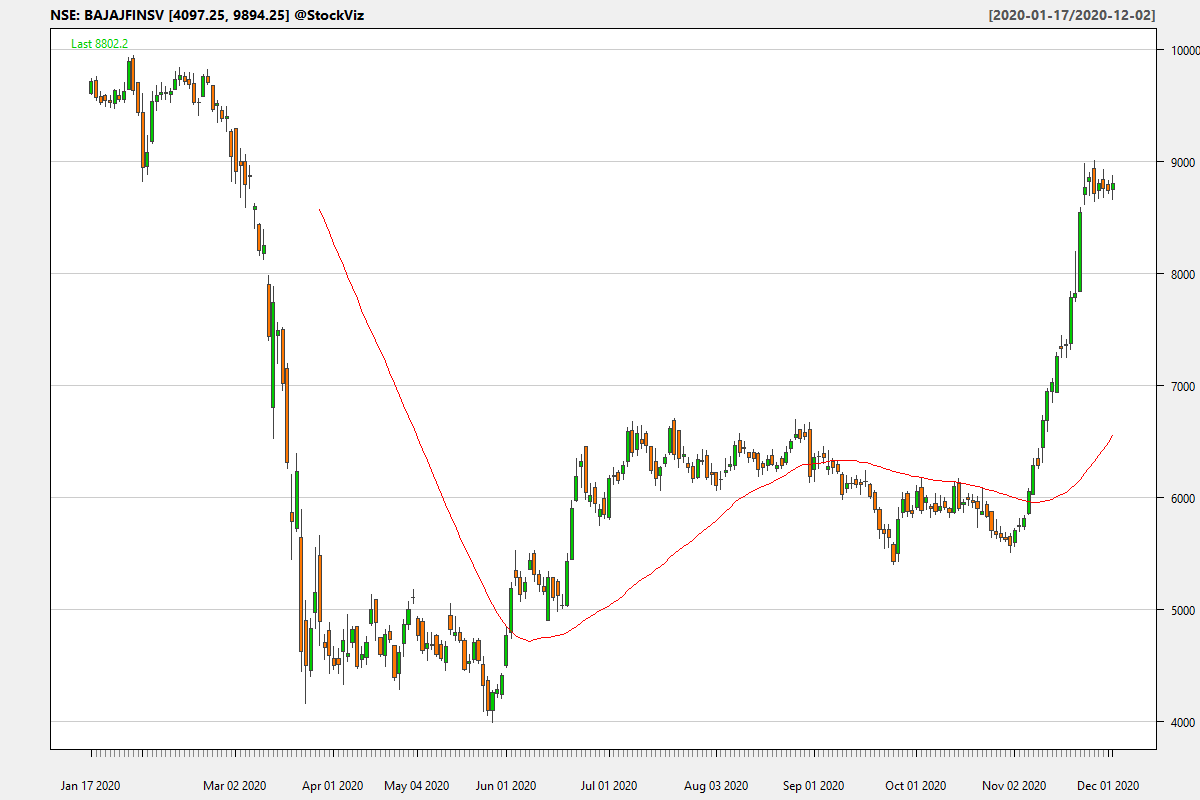 NSE: BAJAJFINSV [4097.25, 9894.25] @StockViz
[2020-01-17/2020-12-02]
Last 8802.2
10000
9000
8000
7000
6000
5000
4000
Jan 17 2020 Mar 02 2020 Apr 01 2020 May 04 2020 Jun 01 2020 Jul 01 2020 Aug 03 2020 Sep 01 2020 Oct 01 2020 Nov 02 2020 Dec 01 2020